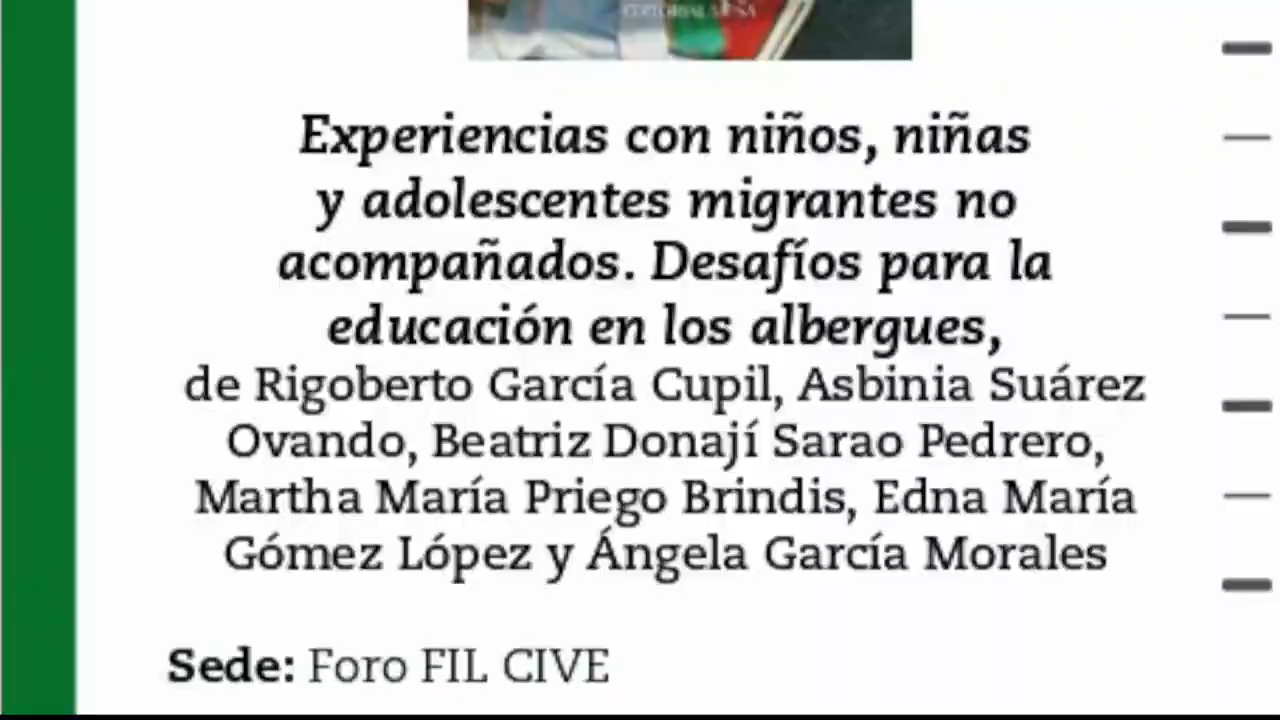 Experiencias con niños, niñas
y adolescentes migrantes no
acompañados. Desafíos para la
educación en los albergues,
de Rigoberto García Cupil, Asbinia Suárez
Ovando, Beatriz Donají Sarao Pedrero,
Martha María Priego Brindis, Edna María
Gómez López y Ángela García Morales
Sede: Foro FIL CIVE